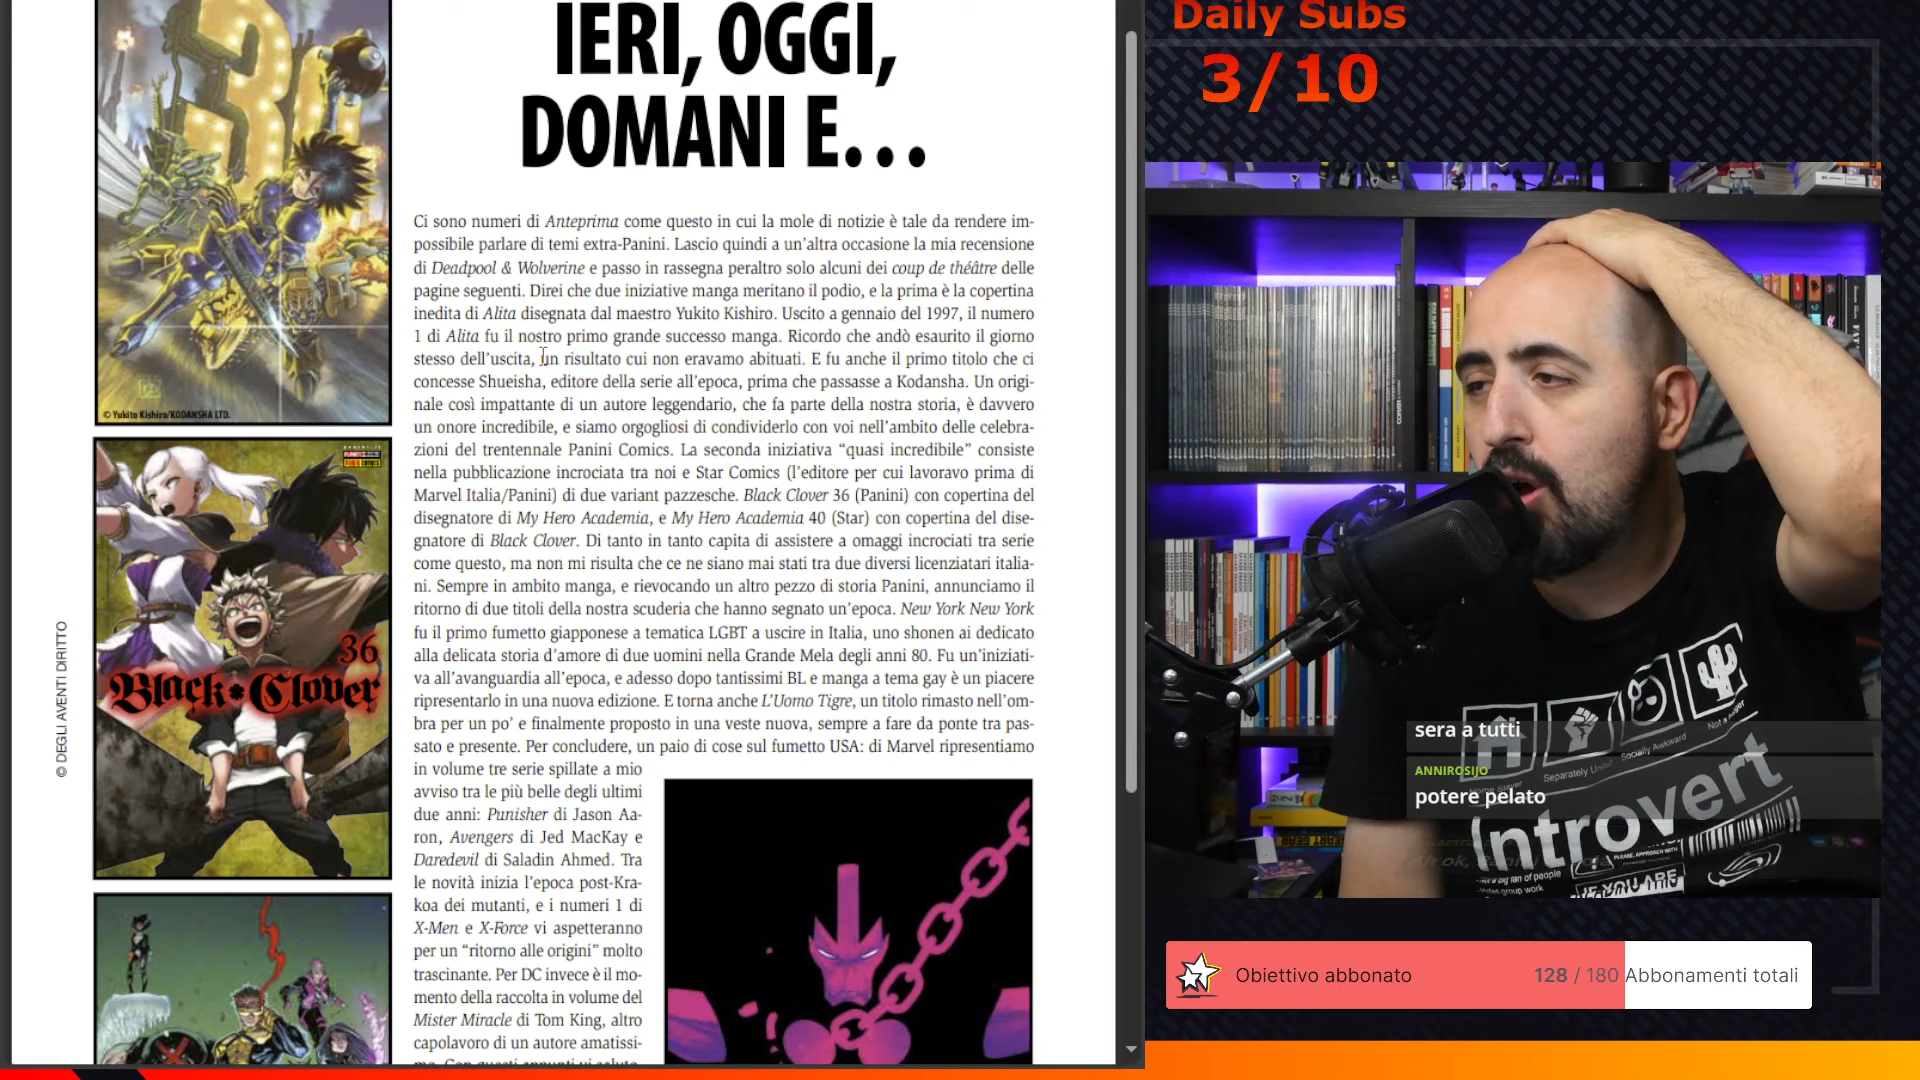 IERI, OGGI,
DOMANI E…
Ci sono numeri di Anteprima come questo in cui la mole di notizie è tale da rendere im-
possibile parlare di temi extra-Panini. Lascio quindi a un’altra occasione la mia recensione
di Deadpool & Wolverine e passo in rassegna peraltro solo alcuni dei coup de théâtre delle
pagine seguenti. Direi che due iniziative manga meritano il podio, e la prima è la copertina
inedita di Alita disegnata dal maestro Yukito Kishiro. Uscito a gennaio del 1997, il numero
1 di Alita fu il nostro primo grande successo manga. Ricordo che andò esaurito il giorno
stesso dell’uscita, un risultato cui non eravamo abituati. E fu anche il primo titolo che ci
concesse Shueisha, editore della serie all’epoca, prima che passasse a Kodansha. Un origi-
nale così impattante di un autore leggendario, che fa parte della nostra storia, è davvero
un onore incredibile, e siamo orgogliosi di condividerlo con voi nell’ambito delle celebra-
zioni del trentennale Panini Comics. La seconda iniziativa “quasi incredibile” consiste
nella pubblicazione incrociata tra noi e Star Comics (l’editore per cui lavoravo prima di
Marvel Italia/Panini) di due variant pazzesche. Black Clover 36 (Panini) con copertina del
disegnatore di My Hero Academia, e My Hero Academia 40 (Star) con copertina del dise-
gnatore di Black Clover. Di tanto in tanto capita di assistere a omaggi incrociati tra serie
come questo, ma non mi risulta che ce ne siano mai stati tra due diversi licenziatari italia-
ni. Sempre in ambito manga, e rievocando un altro pezzo di storia Panini, annunciamo il
ritorno di due titoli della nostra scuderia che hanno segnato un’epoca. New York New York
fu il primo fumetto giapponese a tematica LGBT a uscire in Italia, uno shonen ai dedicato
alla delicata storia d’amore di due uomini nella Grande Mela degli anni 80. Fu un’iniziati-
va all’avanguardia all’epoca, e adesso dopo tantissimi BL e manga a tema gay è un piacere
ripresentarlo in una nuova edizione. E torna anche L’Uomo Tigre, un titolo rimasto nell’om-
bra per un po’ e finalmente proposto in una veste nuova, sempre a fare da ponte tra pas-
sato e presente. Per concludere, un paio di cose sul fumetto USA: di Marvel ripresentiamo
in volume tre serie spillate a mio
avviso tra le più belle degli ultimi
due anni: Punisher di Jason Aa-
ron, Avengers di Jed MacKay e
Daredevil di Saladin Ahmed. Tra
le novità inizia l’epoca post-Kra-
koa dei mutanti, e i numeri 1 di
X-Men e X-Force vi aspetteranno
per un “ritorno alle origini” molto
trascinante. Per DC invece è il mo-
mento della raccolta in volume del
Mister Miracle di Tom King, altro
capolavoro di un autore amatissi-
30
© Yukito Kishiro/KODANSHA LTD.
36
Black Clover
© DEGLI AVENTI DIRITTO
Daily Subs
3/10
sera a tutti
ANNIROSIJO
potere pelato
Separately United
Socially Awkward
Not a hugger
Introvert
PLEASE, APPROACH WITH
Not a big fan of people
group work
IF YOU ARE
Obiettivo abbonato
128 / 180 Abbonamenti totali